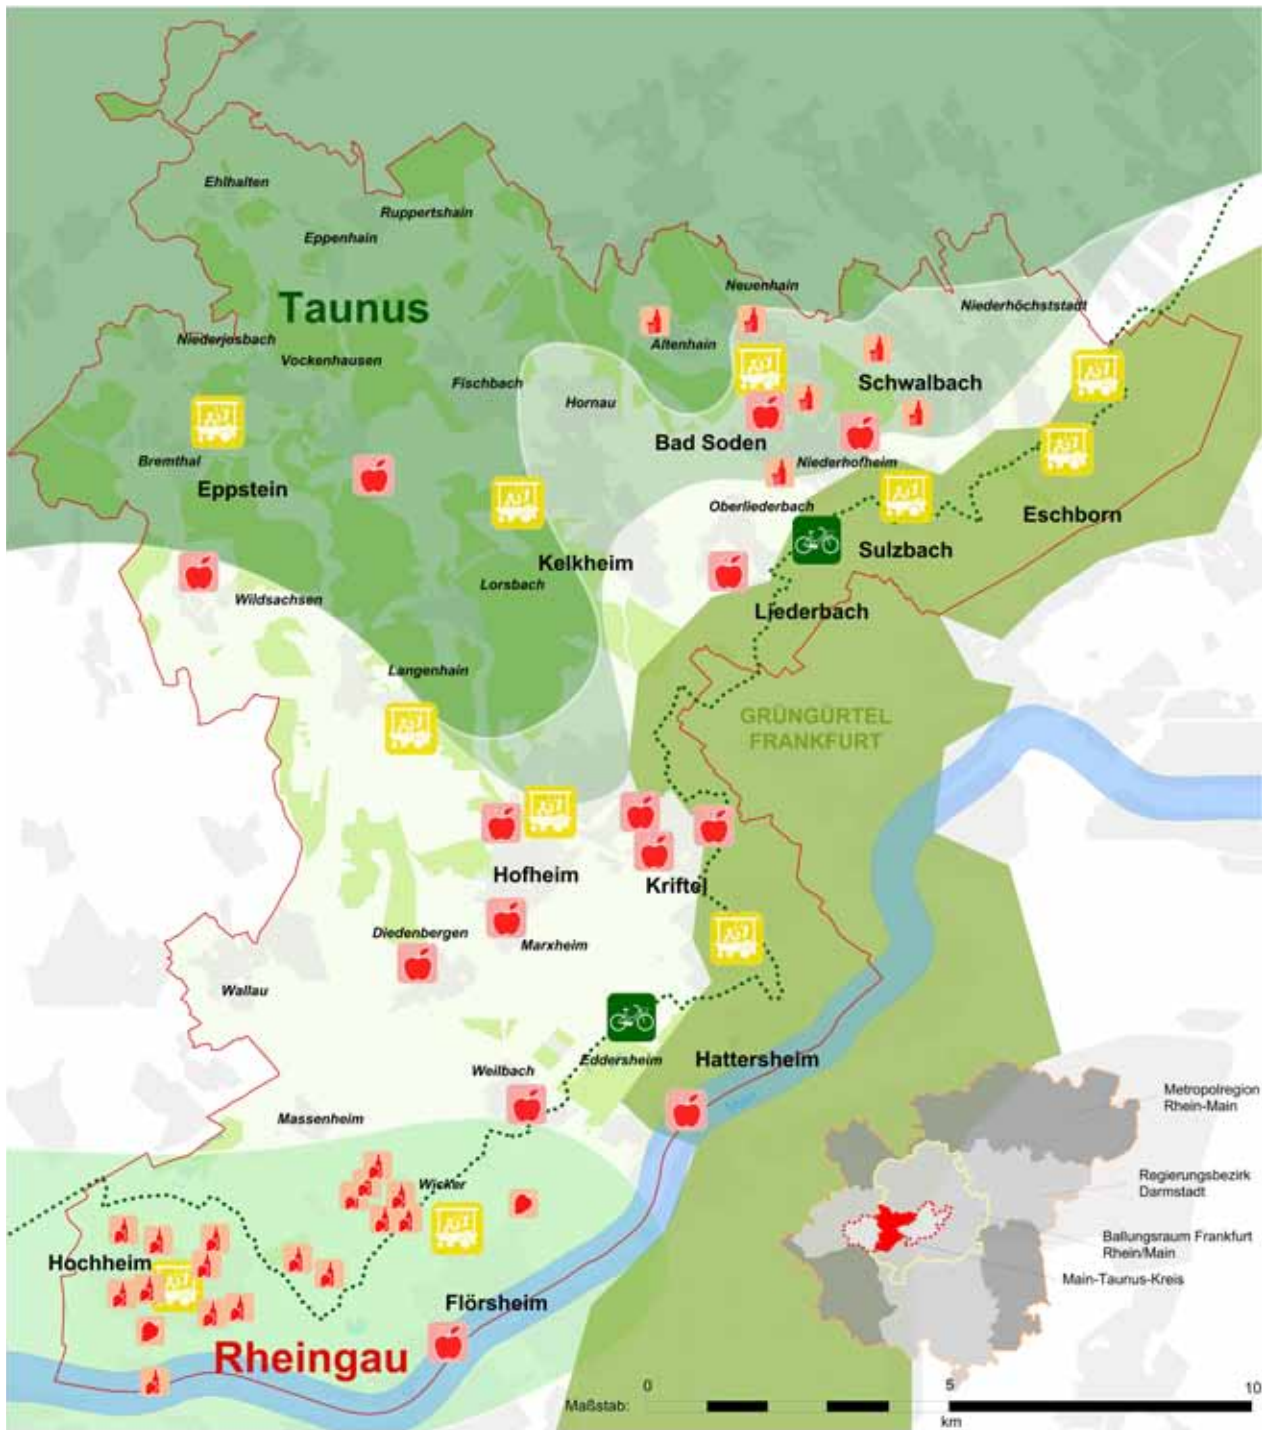 Ehlhalten
Ruppertshain
Eppenhain
Taunus
Neuenhain
Niederhöchststadt
Niederjosbach
Altenhain
Vockenhausen
Fischbach
Schwalbach
Hornau
Bad Soden
Bremthal
Niederhofheim
Eppstein
Oberliederbach
Eschborn
Sulzbach
Kelkheim
Lorsbach
Wildsachsen
Liederbach
Langenhain
GRÜNGÜRTEL
FRANKFURT
Hofheim
Kriftel
Diedenbergen
Marxheim
Wallau
Eddersheim
Hattersheim
Weilbach
Main
Massenheim
Metropolregion
Rhein-Main
Wicker
Regierungsbezirk
Darmstadt
Hochheim
Ballungsraum Frankfurt
Rhein/Main
Main-Taunus-Kreis
Flörsheim
Rheingau
0 5 10
Maßstab:
km